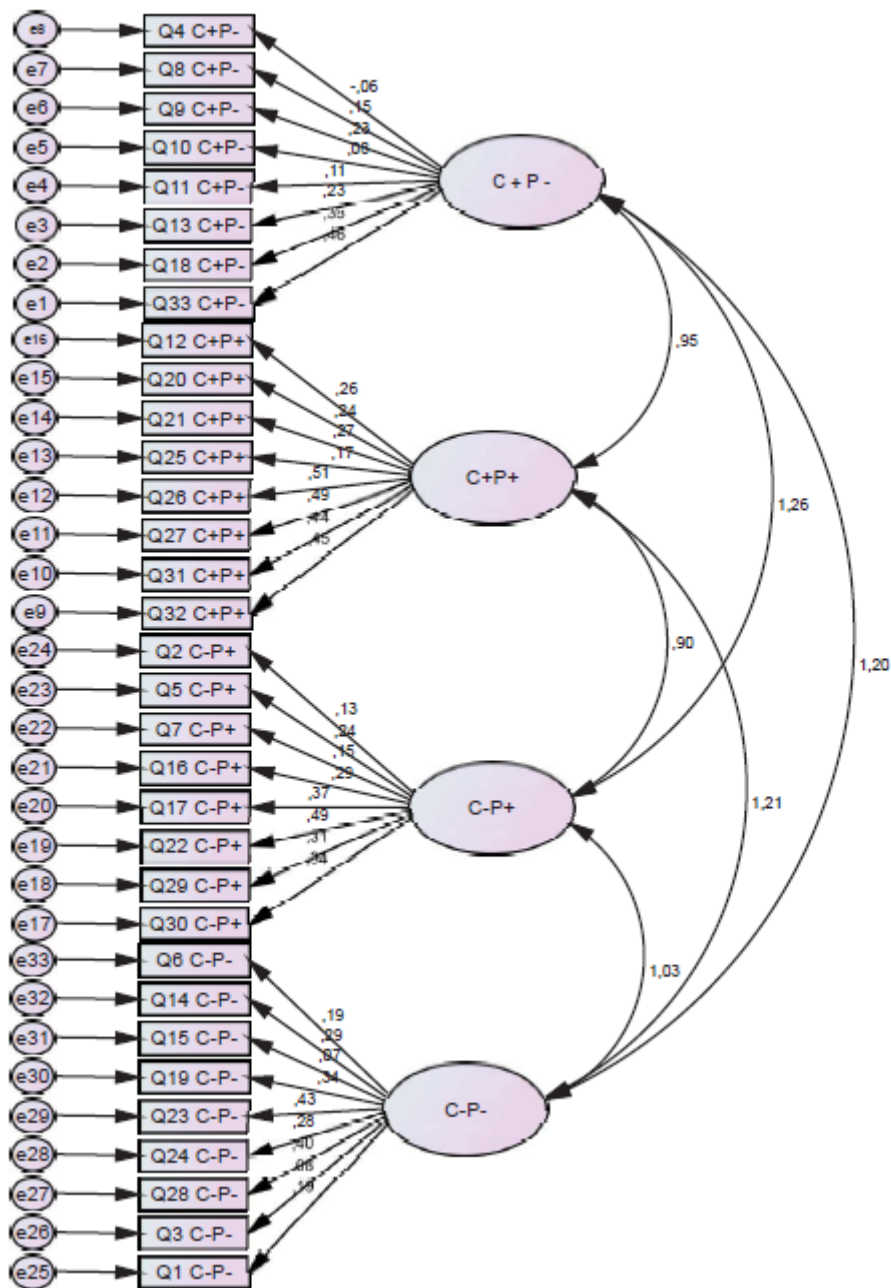 e8 Q4 C+P-
e7 Q8 C+P-
e6 Q9 C+P-
e5 Q10 C+P-
e4 Q11 C+P-
e3 Q13 C+P-
e2 Q18 C+P-
e1 Q33 C+P-
-,06
,15
,23
,08
,11
,23
,35
,46
C + P -
e16 Q12 C+P+
e15 Q20 C+P+
e14 Q21 C+P+
e13 Q25 C+P+
e12 Q26 C+P+
e11 Q27 C+P+
e10 Q31 C+P+
e9 Q32 C+P+
,26
,24
,27
,17
,51
,49
,44
,45
C+P+
e24 Q2 C-P+
e23 Q5 C-P+
e22 Q7 C-P+
e21 Q16 C-P+
e20 Q17 C-P+
e19 Q22 C-P+
e18 Q29 C-P+
e17 Q30 C-P+
,13
,24
,15
,29
,37
,49
,31
,34
C-P+
e33 Q6 C-P-
e32 Q14 C-P-
e31 Q15 C-P-
e30 Q19 C-P-
e29 Q23 C-P-
e28 Q24 C-P-
e27 Q28 C-P-
e26 Q3 C-P-
e25 Q1 C-P-
,19
,29
,07
,34
,43
,28
,40
,19
C-P-
,95
1,26
,90
1,20
1,21
1,03